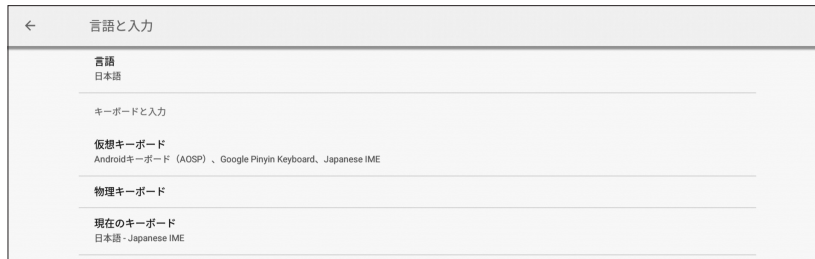 言語と入力
言語
日本語
キーボードと入力
仮想キーボード
Androidキーボード（AOSP）、Google Pinyin Keyboard、Japanese IME
物理キーボード
現在のキーボード
日本語 - Japanese IME